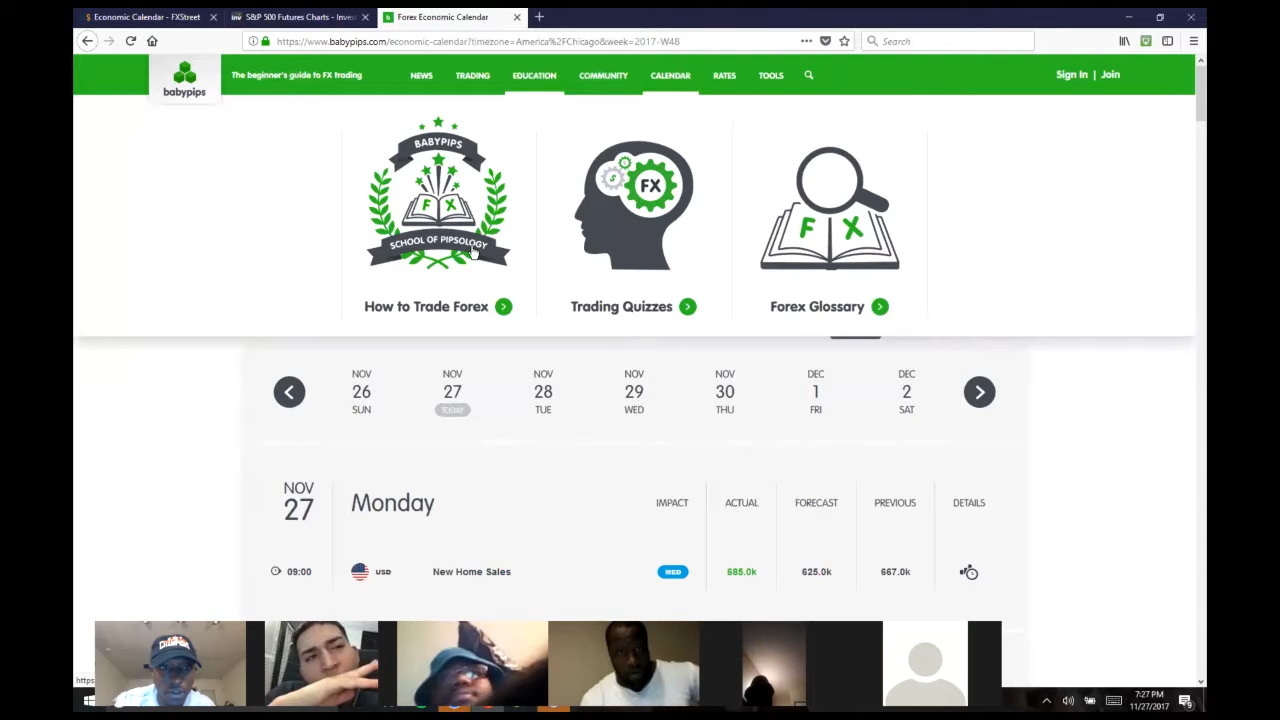 Economic Calendar - FXStreet
S&P 500 Futures Charts - Inves
Forex Economic Calendar
https://www.babypips.com/economic-calendar?timezone=America%2FChicago&week=2017-W48
Search
babypips
The beginner's guide to FX trading
NEWS
TRADING
EDUCATION
COMMUNITY
CALENDAR
RATES
TOOLS
Sign In | Join
BABYPIPS
F X
SCHOOL OF PIPSOLOGY
$
FX
F X
How to Trade Forex
Trading Quizzes
Forex Glossary
NOV 26 SUN
NOV 27 TODAY
NOV 28 TUE
NOV 29 WED
NOV 30 THU
DEC 1 FRI
DEC 2 SAT
NOV 27
Monday
IMPACT
ACTUAL
FORECAST
PREVIOUS
DETAILS
09:00
USD
New Home Sales
MED
685.0k
625.0k
667.0k
CHAMPIONS
https
7:27 PM
11/27/2017